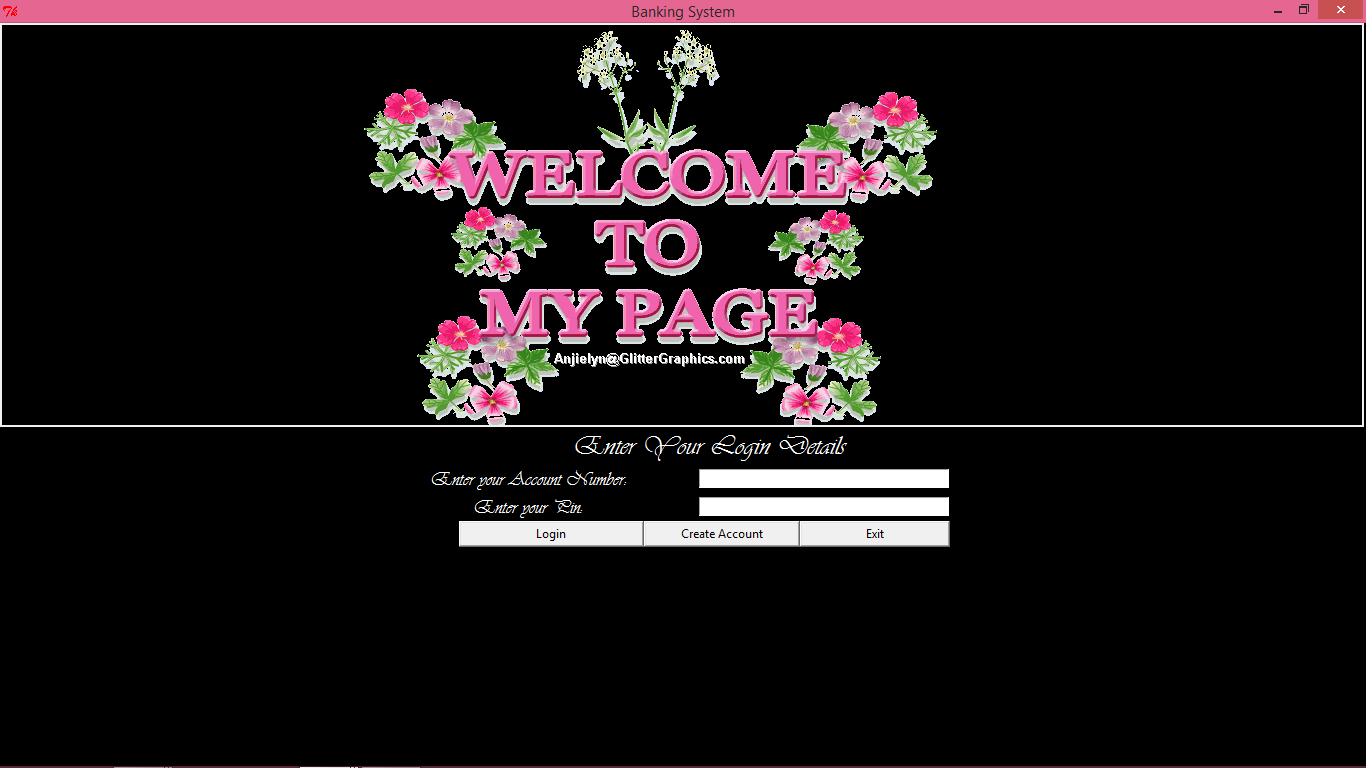 Tk
Banking System
WELCOME
TO
MY PAGE
Anjielyn@GlitterGraphics.com
Enter Your Login Details
Enter your Account Number:
Enter your Pin:
Login Create Account Exit